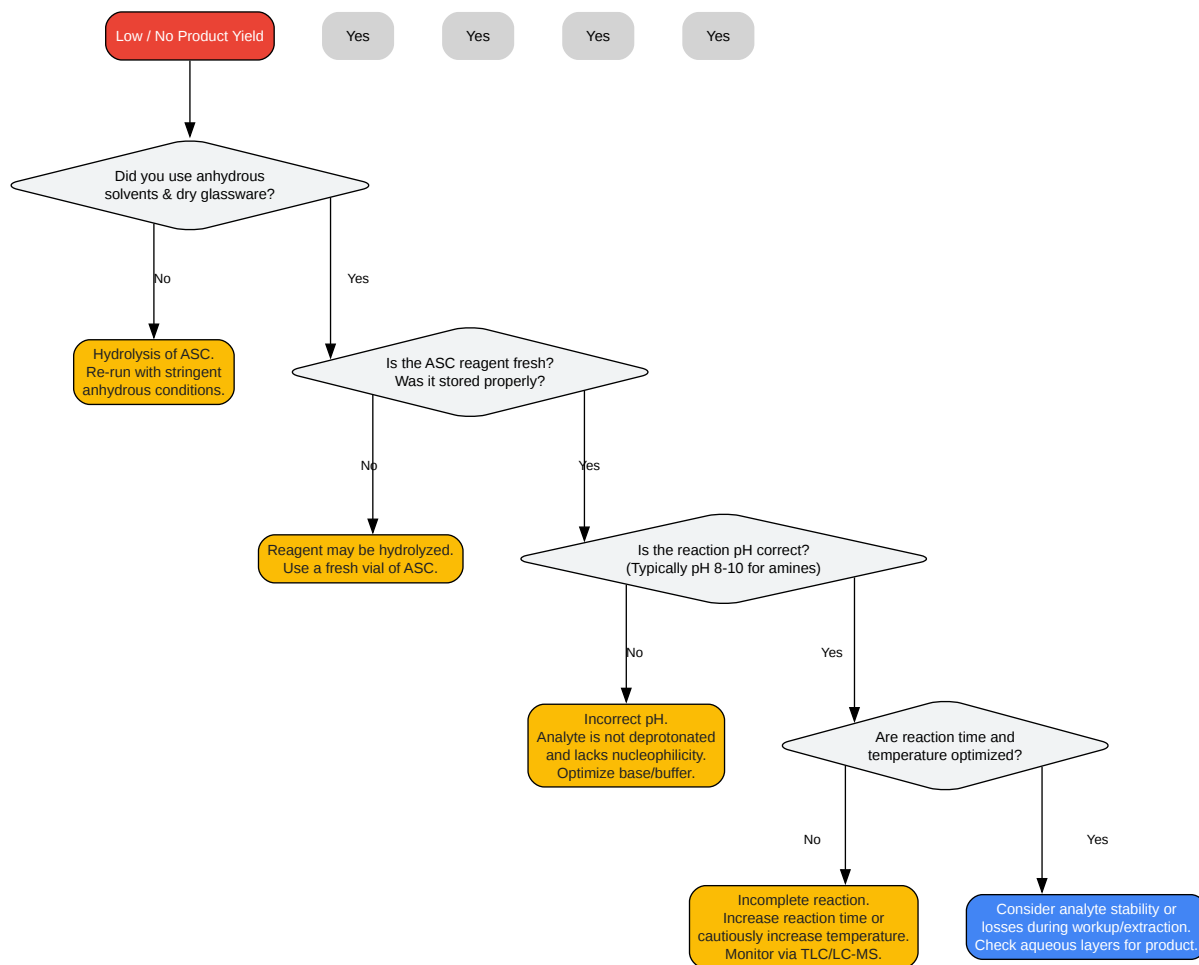 Low / No Product Yield
Yes
Yes
Yes
Yes
Did you use anhydrous
solvents & dry glassware?
No
Yes
Hydrolysis of ASC.
Re-run with stringent
anhydrous conditions.
Is the ASC reagent fresh?
Was it stored properly?
No
Yes
Reagent may be hydrolyzed.
Use a fresh vial of ASC.
Is the reaction pH correct?
(Typically pH 8-10 for amines)
No
Yes
Incorrect pH.
Analyte is not deprotonated
and lacks nucleophilicity.
Optimize base/buffer.
Are reaction time and
temperature optimized?
No
Yes
Incomplete reaction.
Increase reaction time or
cautiously increase temperature.
Monitor via TLC/LC-MS.
Consider analyte stability or
losses during workup/extraction.
Check aqueous layers for product.